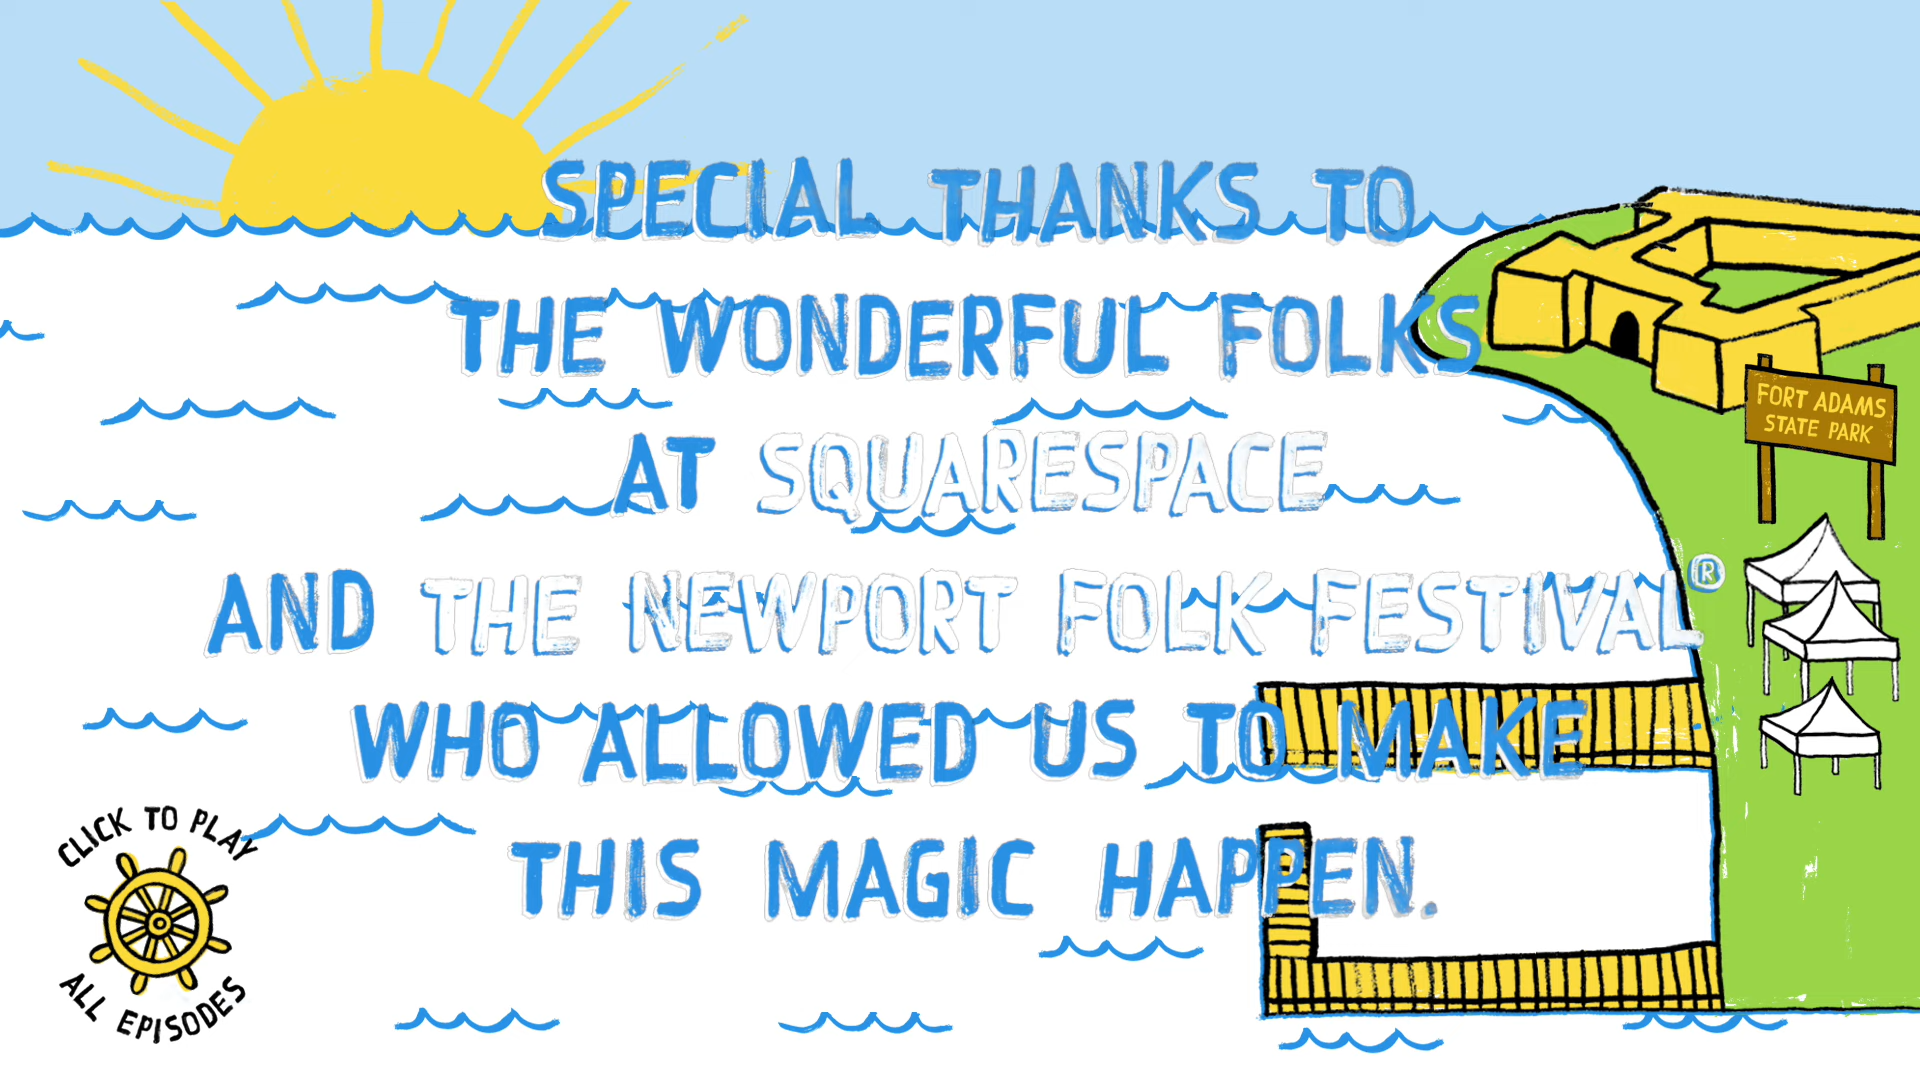 SPECIAL THANKS TO
THE WONDERFUL FOLKS
AT SQUARESPACE
AND THE NEWPORT FOLK FESTIVAL®
WHO ALLOWED US TO MAKE
THIS MAGIC HAPPEN.
FORT ADAMS
STATE PARK
CLICK TO PLAY
ALL EPISODES